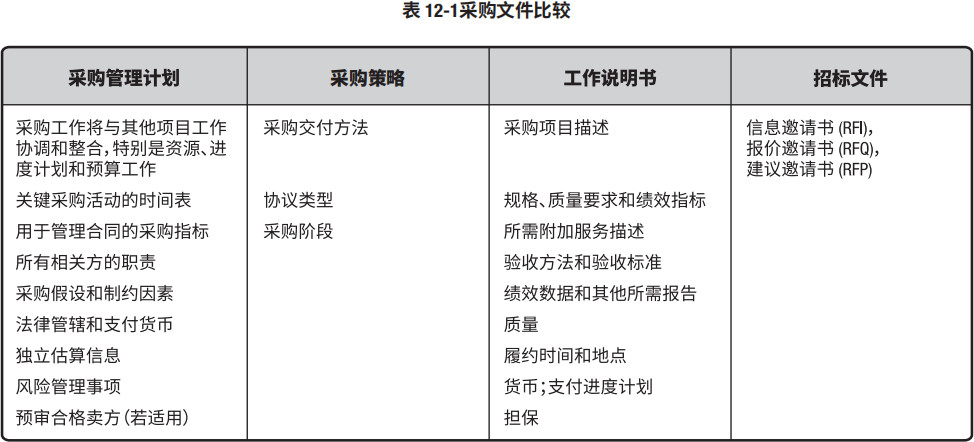 表 12-1采购文件比较
采购管理计划
采购策略
工作说明书
招标文件
采购工作将与其他项目工作
协调和整合，特别是资源、进
度计划和预算工作
采购交付方法
采购项目描述
信息邀请书 (RFI)，
报价邀请书 (RFQ)，
建议邀请书 (RFP)
关键采购活动的时间表
协议类型
规格、质量要求和绩效指标
用于管理合同的采购指标
采购阶段
所需附加服务描述
所有相关方的职责
验收方法和验收标准
采购假设和制约因素
绩效数据和其他所需报告
法律管辖和支付货币
质量
独立估算信息
履约时间和地点
风险管理事项
货币；支付进度计划
预审合格卖方（若适用）
担保